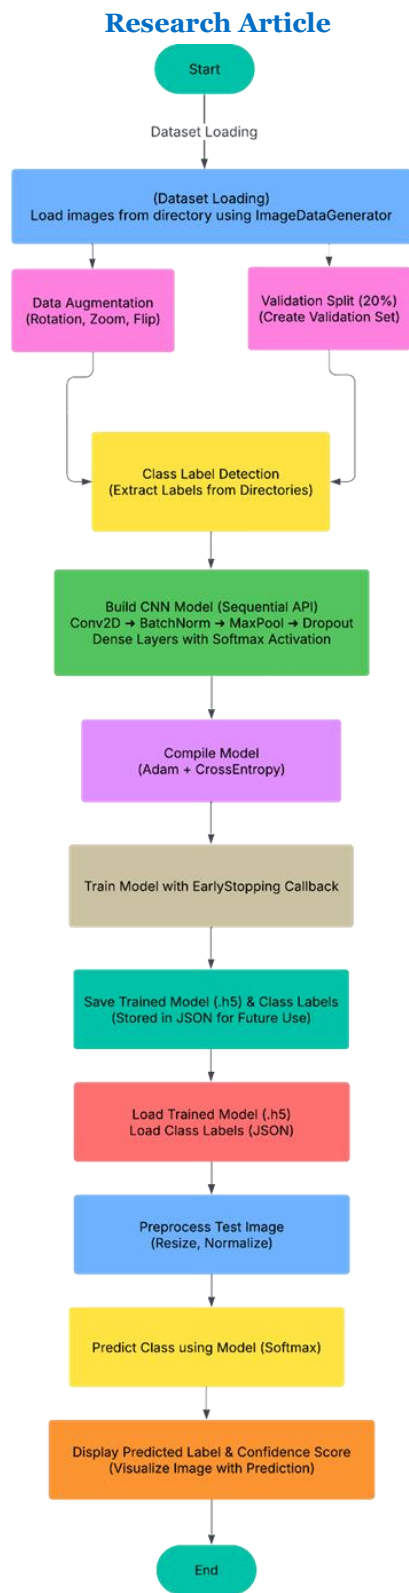 Research Article
Start
Dataset Loading
(Dataset Loading)
Load images from directory using ImageDataGenerator
Data Augmentation
(Rotation, Zoom, Flip)
Validation Split (20%)
(Create Validation Set)
Class Label Detection
(Extract Labels from Directories)
Build CNN Model (Sequential API)
Conv2D ➔ BatchNorm ➔ MaxPool ➔ Dropout
Dense Layers with Softmax Activation
Compile Model
(Adam + CrossEntropy)
Train Model with EarlyStopping Callback
Save Trained Model (.h5) & Class Labels
(Stored in JSON for Future Use)
Load Trained Model (.h5)
Load Class Labels (JSON)
Preprocess Test Image
(Resize, Normalize)
Predict Class using Model (Softmax)
Display Predicted Label & Confidence Score
(Visualize Image with Prediction)
End